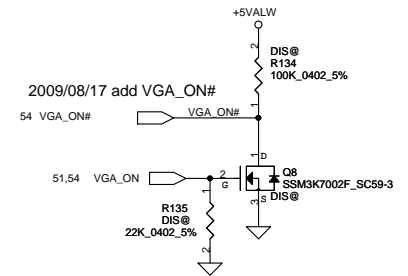 +5VALW
2
DIS@
R134
100K_0402_5%
1
2009/08/17 add VGA_ON#
54 VGA_ON#
VGA_ON#
1
D
Q8
SSM3K7002F_SC59-3
DIS@
51,54 VGA_ON
2
G
3
S
1
R135
DIS@
22K_0402_5%
2